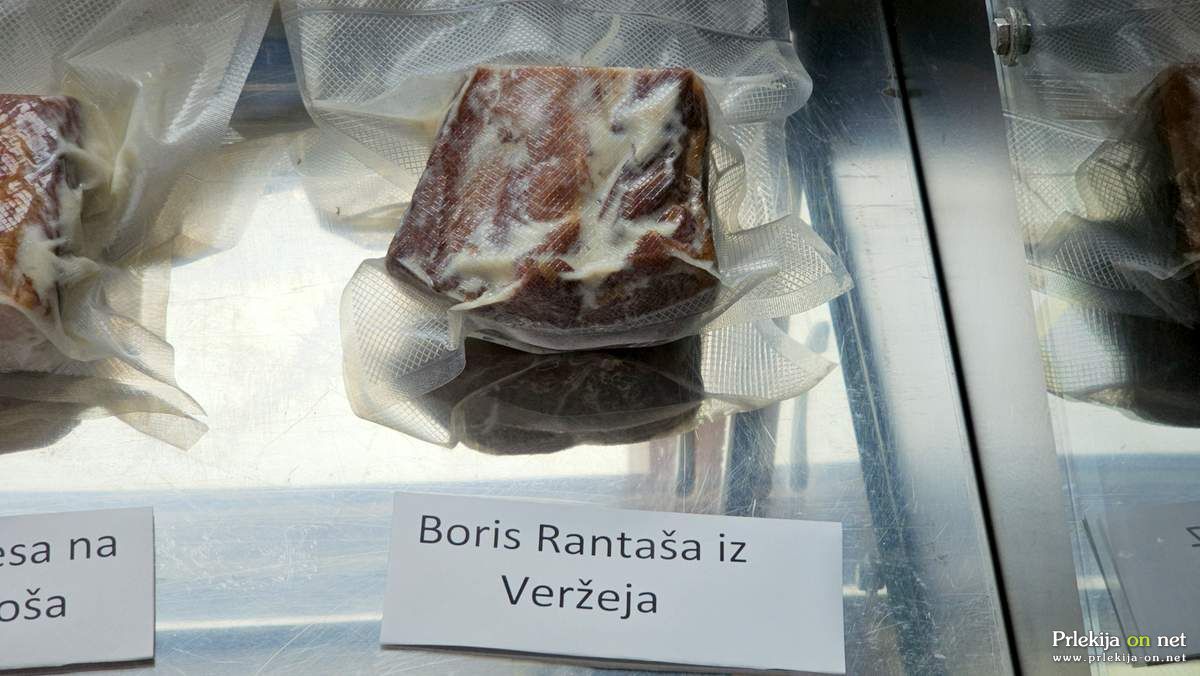 esa na
oša
Boris Rantaša iz
Veržeja
Prlekija on net
www.prlekija-on.net